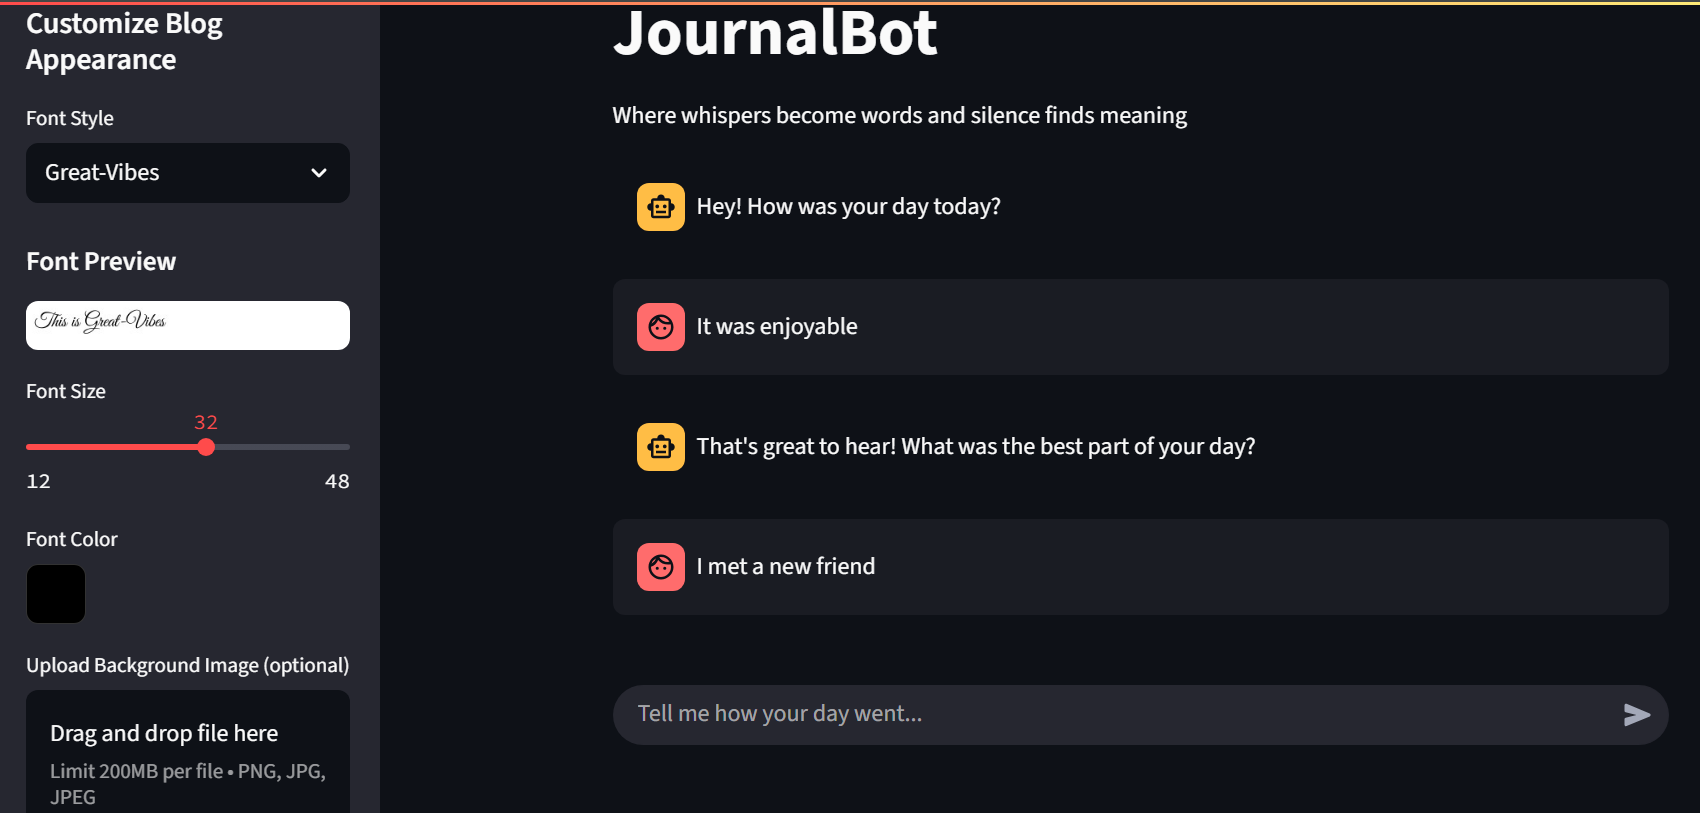 Customize Blog
Appearance
Font Style
Great-Vibes
Font Preview
This is Great-Vibes
Font Size
32
12 48
Font Color
Upload Background Image (optional)
Drag and drop file here
Limit 200MB per file • PNG, JPG,
JPEG
JournalBot
Where whispers become words and silence finds meaning
Hey! How was your day today?
It was enjoyable
That's great to hear! What was the best part of your day?
I met a new friend
Tell me how your day went...